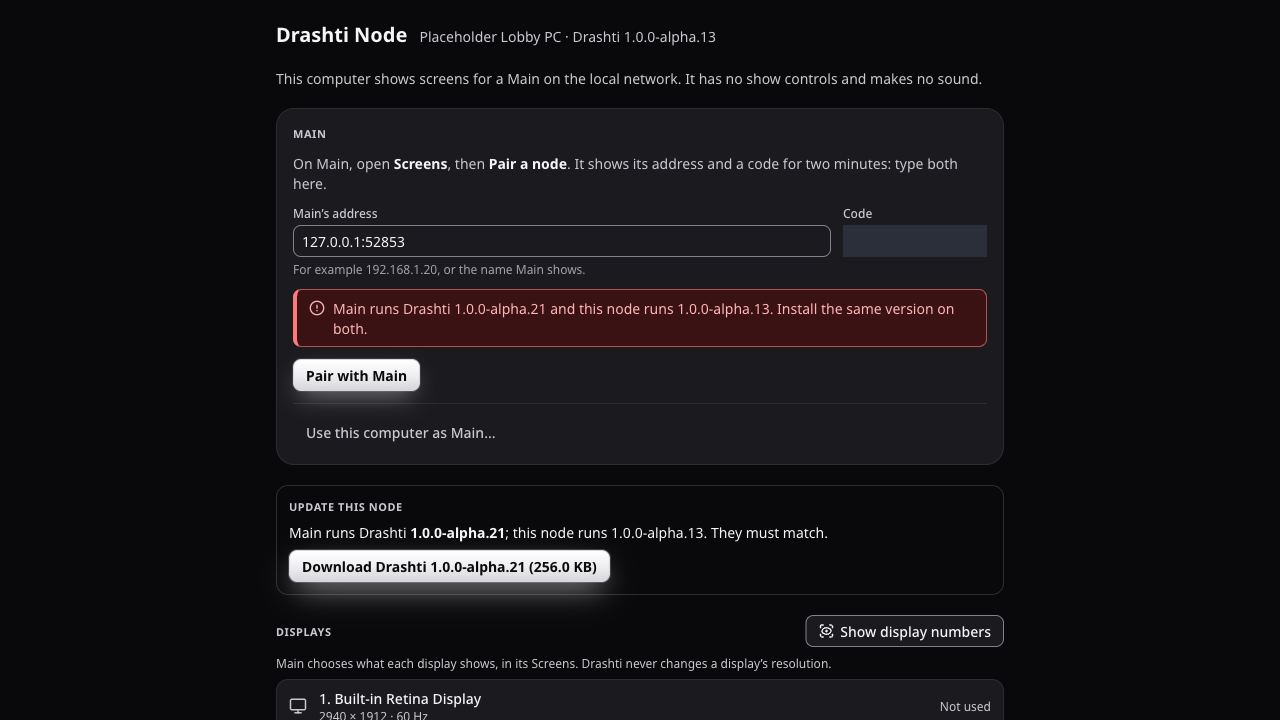 Drashti Node Placeholder Lobby PC · Drashti 1.0.0-alpha.13
This computer shows screens for a Main on the local network. It has no show controls and makes no sound.
MAIN
On Main, open Screens, then Pair a node. It shows its address and a code for two minutes: type both
here.
Main's address
Code
127.0.0.1:52853
For example 192.168.1.20, or the name Main shows.
Main runs Drashti 1.0.0-alpha.21 and this node runs 1.0.0-alpha.13. Install the same version on
both.
Pair with Main
Use this computer as Main...
UPDATE THIS NODE
Main runs Drashti 1.0.0-alpha.21; this node runs 1.0.0-alpha.13. They must match.
Download Drashti 1.0.0-alpha.21 (256.0 KB)
DISPLAYS
Show display numbers
Main chooses what each display shows, in its Screens. Drashti never changes a display's resolution.
1. Built-in Retina Display
Not used
2940 × 1912 · 60 Hz